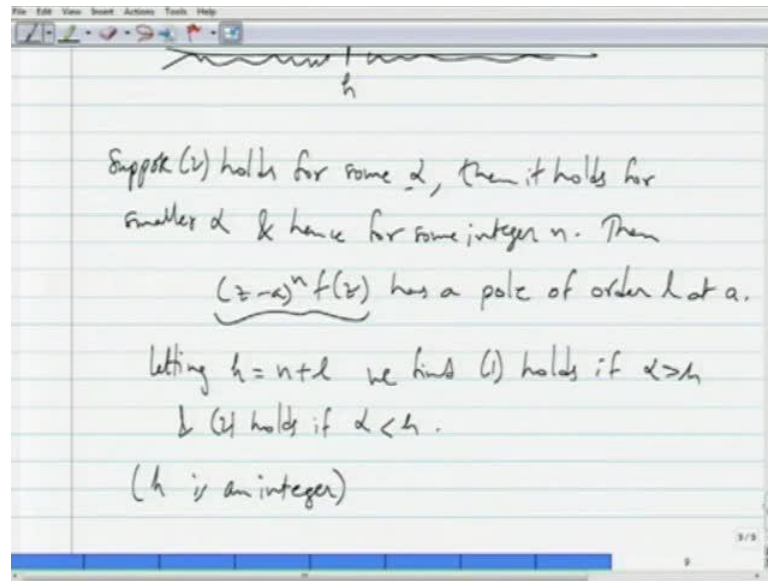 File Edit View Insert Actions Tools Help
h
Suppose (2) holds for some α, then it holds for
smaller α & hence for some integer n. Then
(z-a)ⁿ f(z) has a pole of order l at a.
letting h = n+l we find (1) holds if α>h
& (2) holds if α<h.
(h is an integer)
9